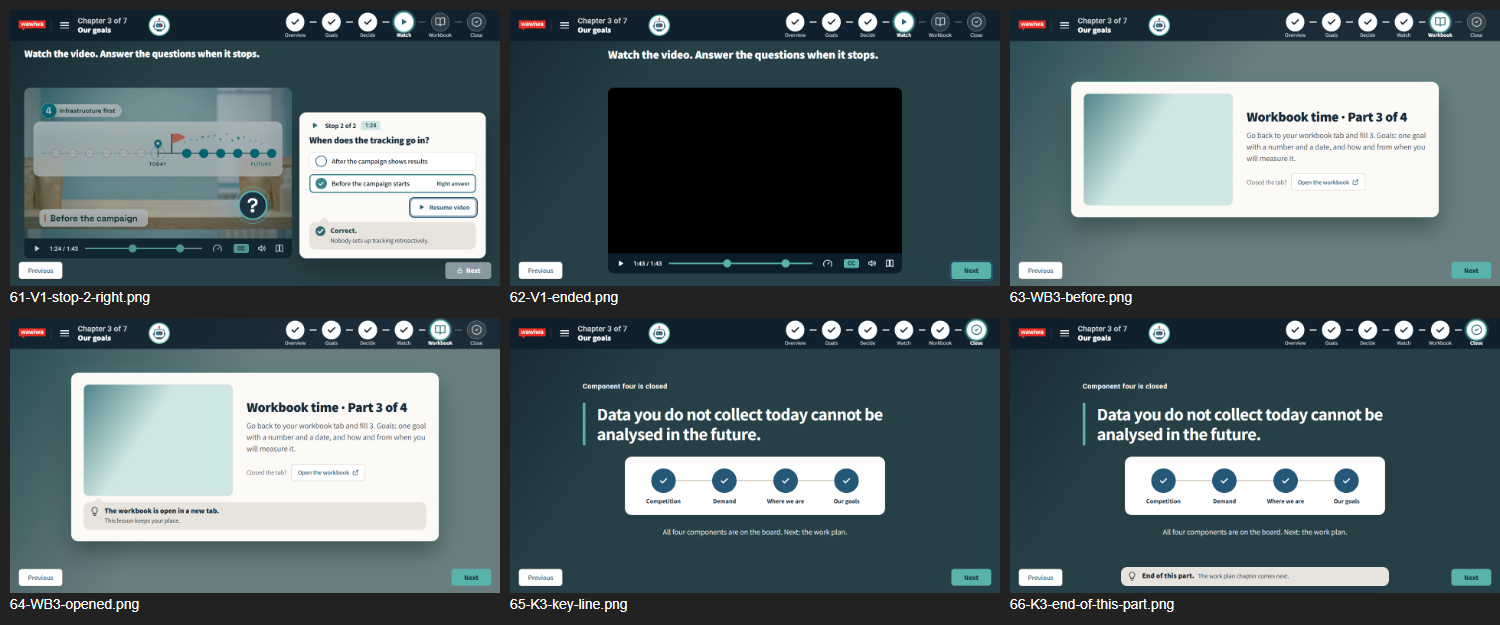 wawiwa
Chapter 3 of 7
Our goals
Overview
Goals
Decide
Watch
Workbook
Close
Watch the video. Answer the questions when it stops.
4 Infrastructure first
TODAY
FUTURE
Before the campaign
?
1:24 / 1:43
CC
Stop 2 of 2 1:24
When does the tracking go in?
After the campaign shows results
Before the campaign starts Right answer
Resume video
Correct.
Nobody sets up tracking retroactively.
Previous
Next
61-V1-stop-2-right.png
wawiwa
Chapter 3 of 7
Our goals
Overview
Goals
Decide
Watch
Workbook
Close
Watch the video. Answer the questions when it stops.
1:43 / 1:43
CC
Previous
Next
62-V1-ended.png
wawiwa
Chapter 3 of 7
Our goals
Overview
Goals
Decide
Watch
Workbook
Close
Workbook time · Part 3 of 4
Go back to your workbook tab and fill 3. Goals: one goal
with a number and a date, and how and from when you
will measure it.
Closed the tab? Open the workbook
Previous
Next
63-WB3-before.png
wawiwa
Chapter 3 of 7
Our goals
Overview
Goals
Decide
Watch
Workbook
Close
Workbook time · Part 3 of 4
Go back to your workbook tab and fill 3. Goals: one goal
with a number and a date, and how and from when you
will measure it.
Closed the tab? Open the workbook
The workbook is open in a new tab.
This lesson keeps your place.
Previous
Next
64-WB3-opened.png
wawiwa
Chapter 3 of 7
Our goals
Overview
Goals
Decide
Watch
Workbook
Close
Component four is closed
Data you do not collect today cannot be
analysed in the future.
Competition
Demand
Where we are
Our goals
All four components are on the board. Next: the work plan.
Previous
Next
65-K3-key-line.png
wawiwa
Chapter 3 of 7
Our goals
Overview
Goals
Decide
Watch
Workbook
Close
Component four is closed
Data you do not collect today cannot be
analysed in the future.
Competition
Demand
Where we are
Our goals
All four components are on the board. Next: the work plan.
End of this part. The work plan chapter comes next.
Previous
Next
66-K3-end-of-this-part.png